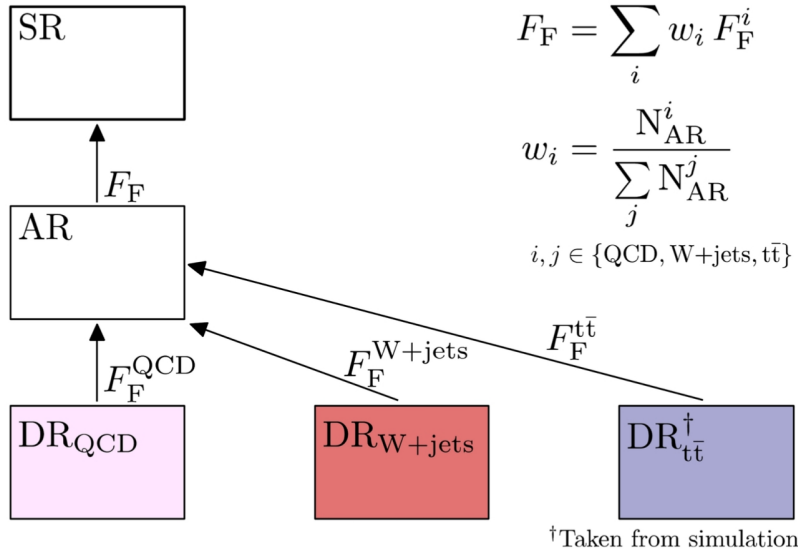 SR
F_F = ∑_i w_i F_F^i
w_i = N_AR^i / ∑_j N_AR^j
F_F
AR
i, j ∈ {QCD, W+jets, tt̄}
F_F^tt̄
F_F^W+jets
F_F^QCD
DR_QCD
DR_W+jets
DR_tt̄^†
†Taken from simulation